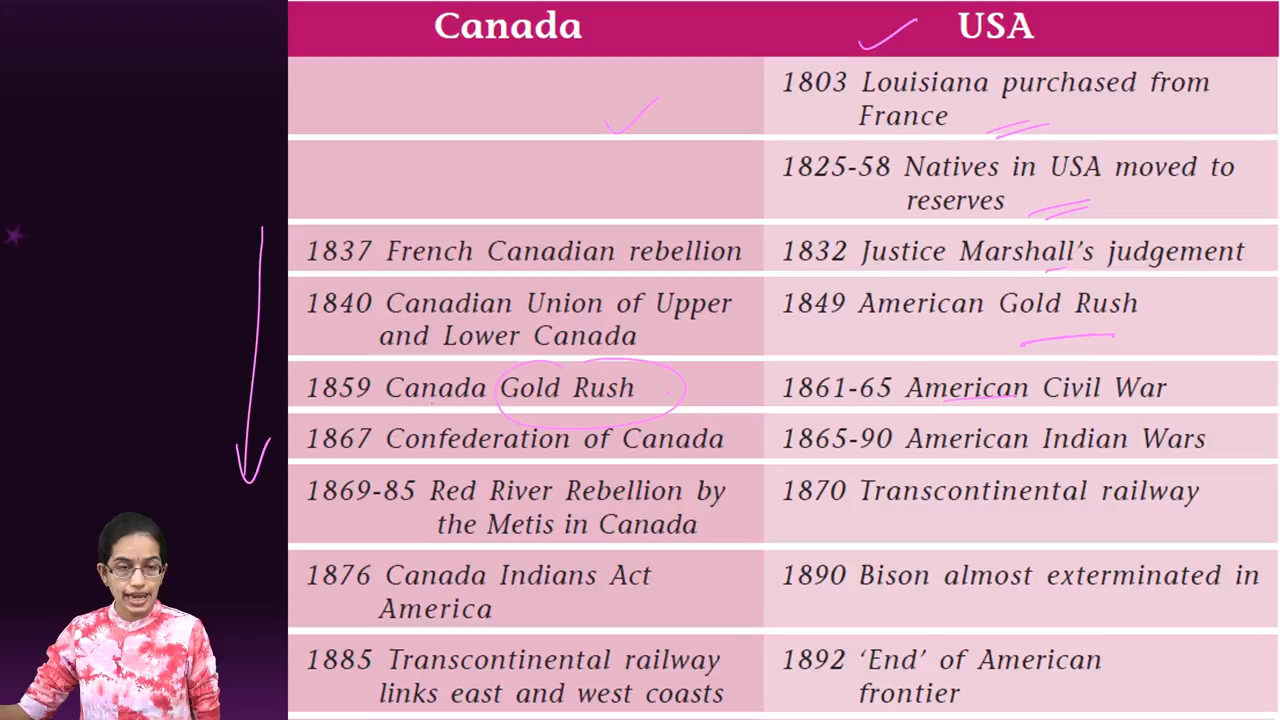 Canada
USA
1803 Louisiana purchased from
France
1825-58 Natives in USA moved to
reserves
1837 French Canadian rebellion
1832 Justice Marshall's judgement
1840 Canadian Union of Upper
and Lower Canada
1849 American Gold Rush
1859 Canada Gold Rush
1861-65 American Civil War
1867 Confederation of Canada
1865-90 American Indian Wars
1869-85 Red River Rebellion by
the Metis in Canada
1870 Transcontinental railway
1876 Canada Indians Act
America
1890 Bison almost exterminated in
1885 Transcontinental railway
links east and west coasts
1892 ‘End’ of American
frontier